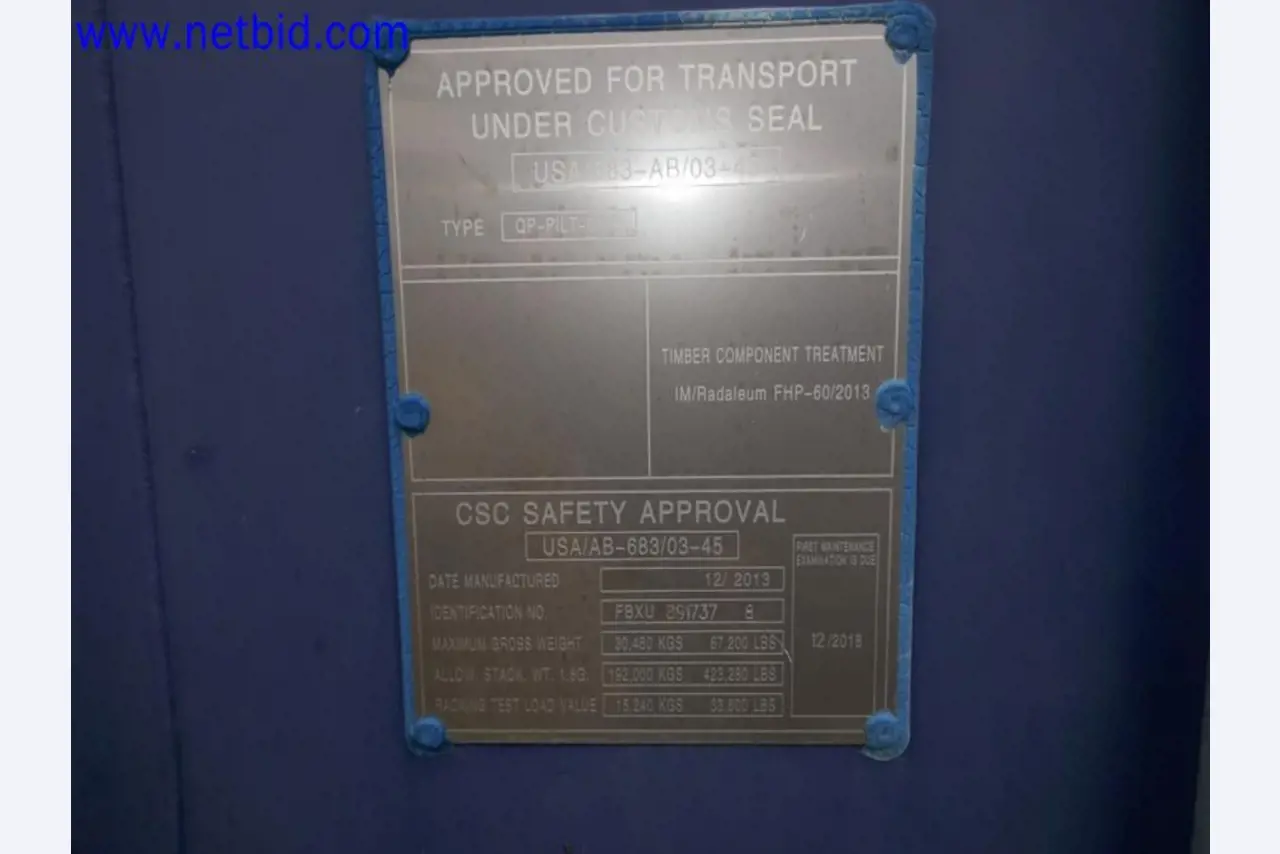 www.netbid.com
APPROVED FOR TRANSPORT
UNDER CUSTOMS SEAL
TYPE
TIMBER COMPONENT TREATMENT
IM/Radaleum FHP-60/2013
CSC SAFETY APPROVAL
USA/AB-683/03-45
FIRST MAINTENANCE
EXAMINATION IS DUE
12/2018
DATE MANUFACTURED 12/ 2013
IDENTIFICATION NO. FBXU 891737 8
MAXIMUM GROSS WEIGHT 30,480 KGS 67,200 LBS
ALLOW. STACK. WT. 1.8G. 192,000 KGS 423,280 LBS
RACKING TEST LOAD VALUE 15,240 KGS 33,600 LBS